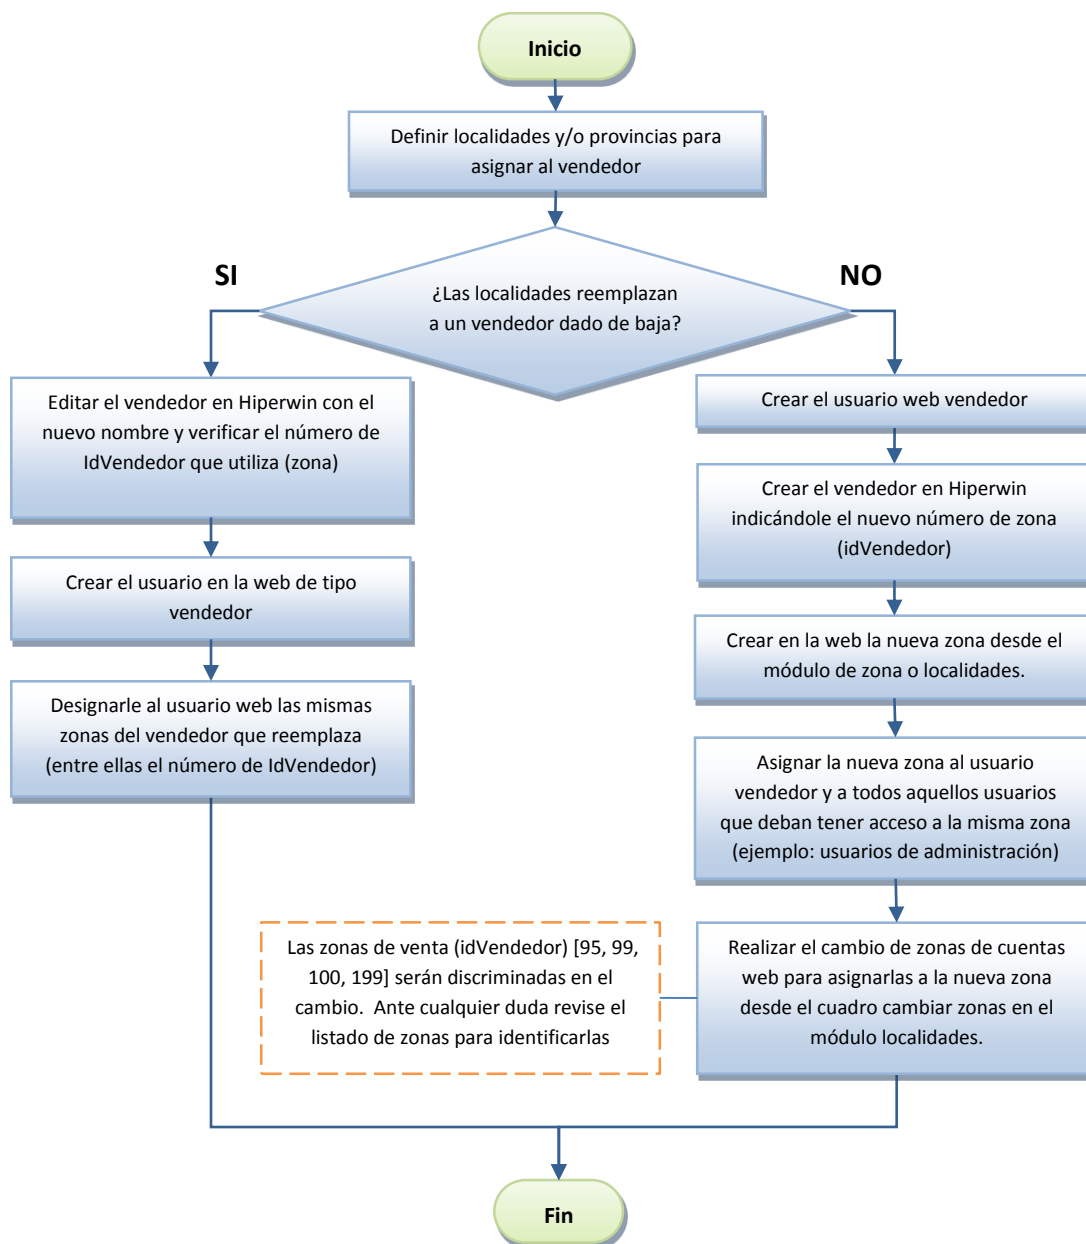 Inicio
Definir localidades y/o provincias para
asignar al vendedor
SI
NO
¿Las localidades reemplazan
a un vendedor dado de baja?
Editar el vendedor en Hiperwin con el
nuevo nombre y verificar el número de
IdVendedor que utiliza (zona)
Crear el usuario en la web de tipo
vendedor
Designarle al usuario web las mismas
zonas del vendedor que reemplaza
(entre ellas el número de IdVendedor)
Crear el usuario web vendedor
Crear el vendedor en Hiperwin
indicándole el nuevo número de zona
(idVendedor)
Crear en la web la nueva zona desde el
módulo de zona o localidades.
Asignar la nueva zona al usuario
vendedor y a todos aquellos usuarios
que deban tener acceso a la misma zona
(ejemplo: usuarios de administración)
Realizar el cambio de zonas de cuentas
web para asignarlas a la nueva zona
desde el cuadro cambiar zonas en el
módulo localidades.
Las zonas de venta (idVendedor) [95, 99,
100, 199] serán discriminadas en el
cambio.  Ante cualquier duda revise el
listado de zonas para identificarlas
Fin